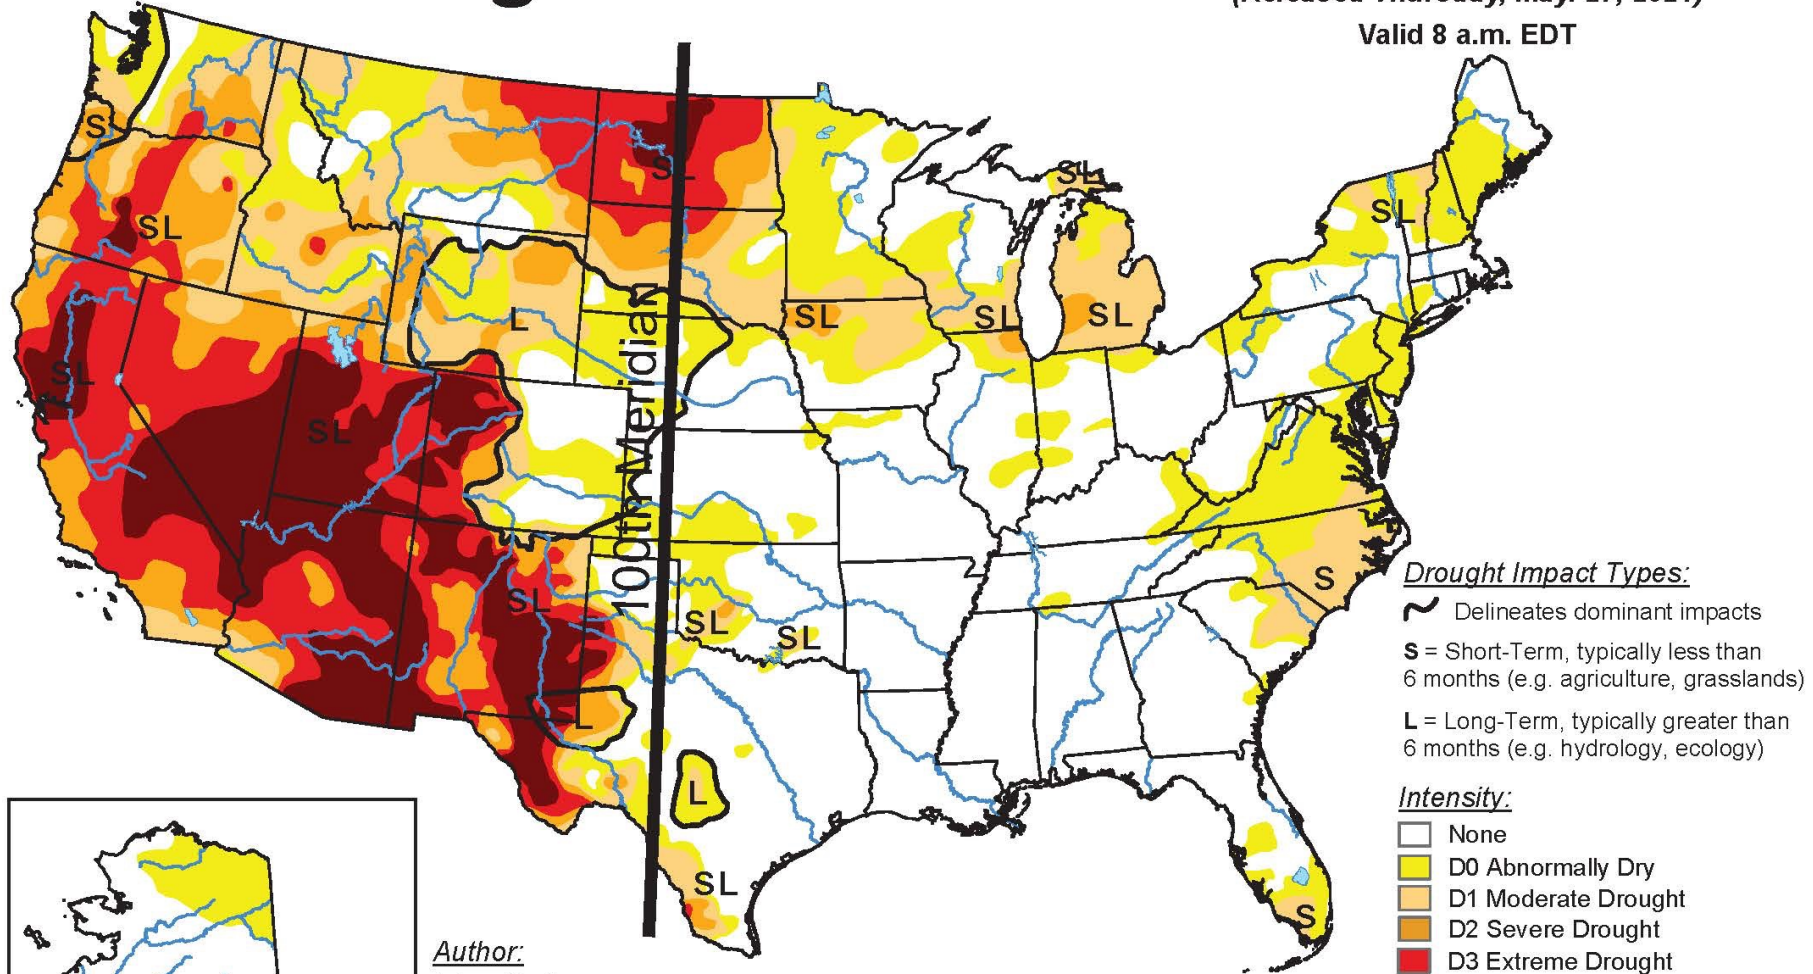 Valid 8 a.m. EDT
S
SL
SL
SL
L
SL
SL
SL
100th Meridian
SL
SL
SL
SL
SL
SL
SL
L
L
SL
S
S
Drought Impact Types:
Delineates dominant impacts
S = Short-Term, typically less than
6 months (e.g. agriculture, grasslands)
L = Long-Term, typically greater than
6 months (e.g. hydrology, ecology)
Intensity:
None
D0 Abnormally Dry
D1 Moderate Drought
D2 Severe Drought
D3 Extreme Drought
Author: